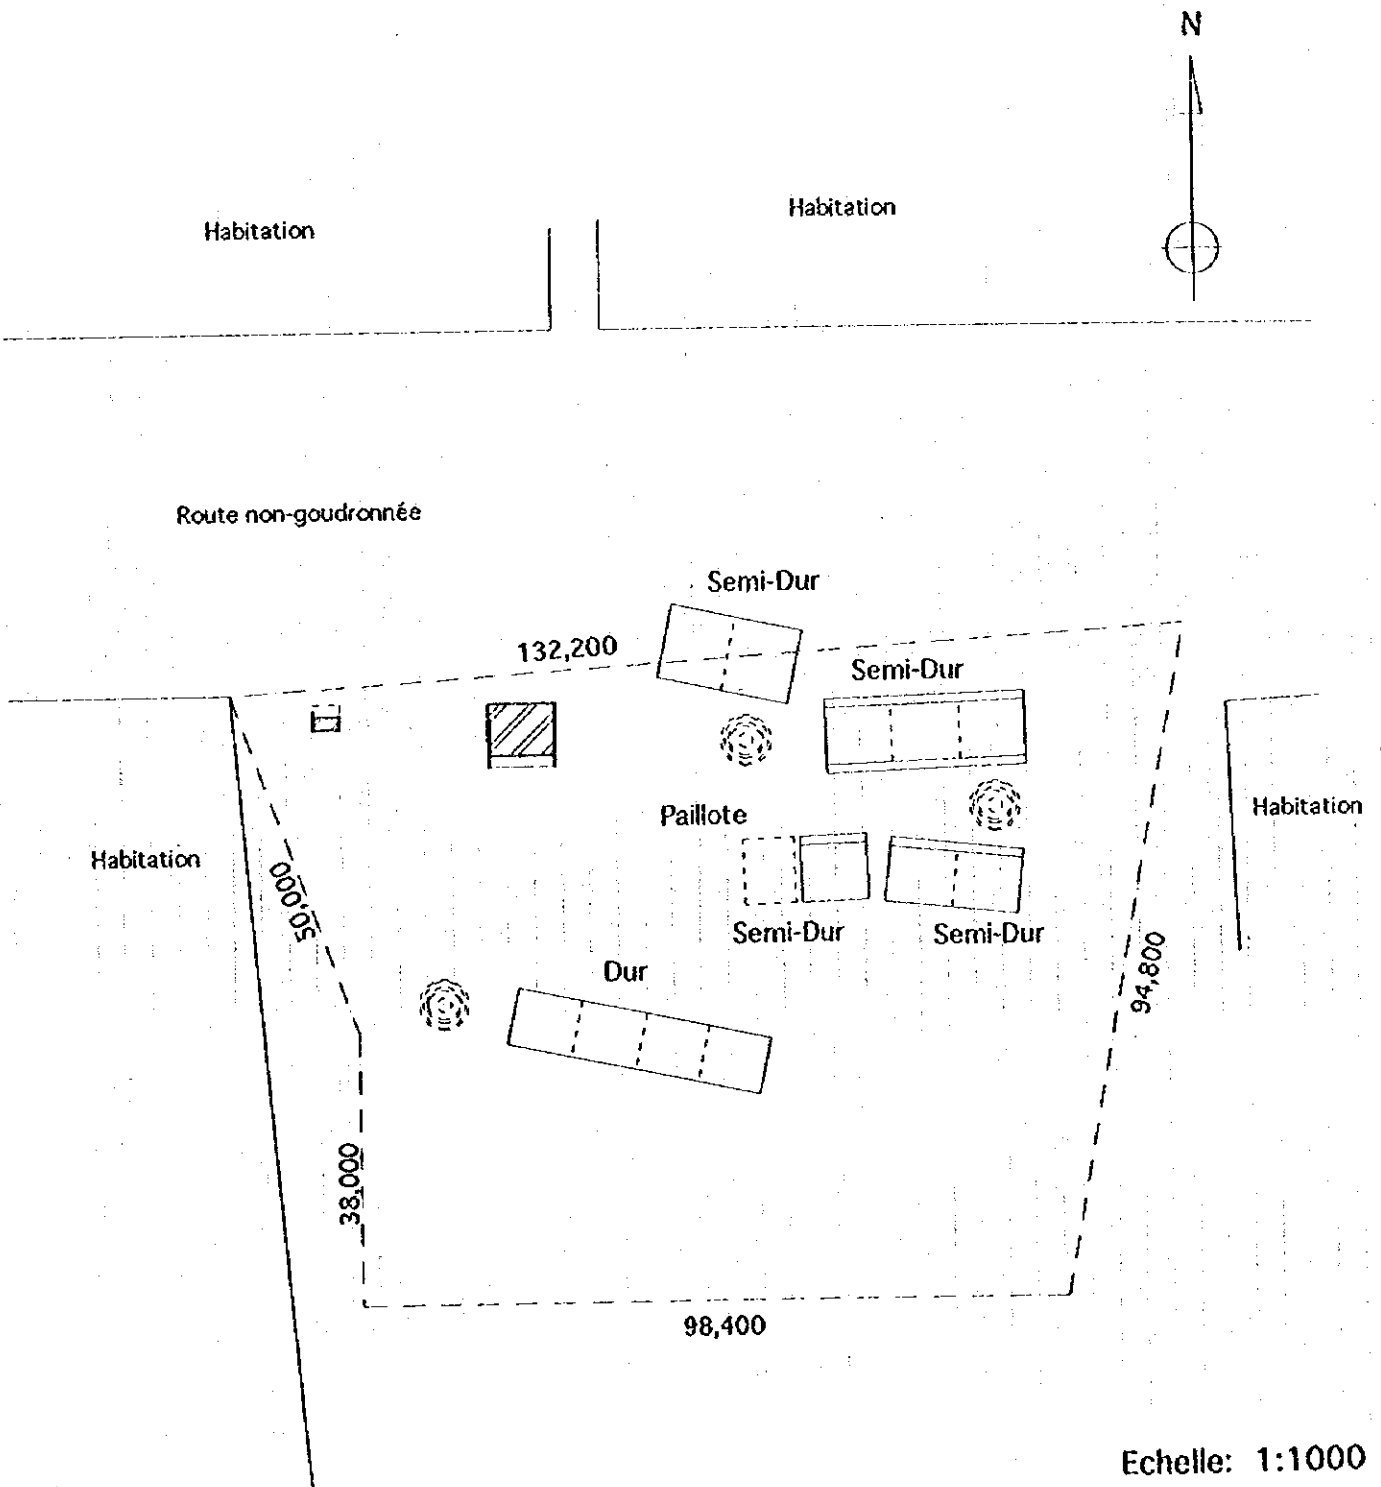 N
Habitation
Habitation
Route non-goudronnée
Semi-Dur
132,200
Semi-Dur
Paillote
Habitation
Habitation
50,000
Semi-Dur
Semi-Dur
94,800
Dur
38,000
98,400
Echelle: 1:1000